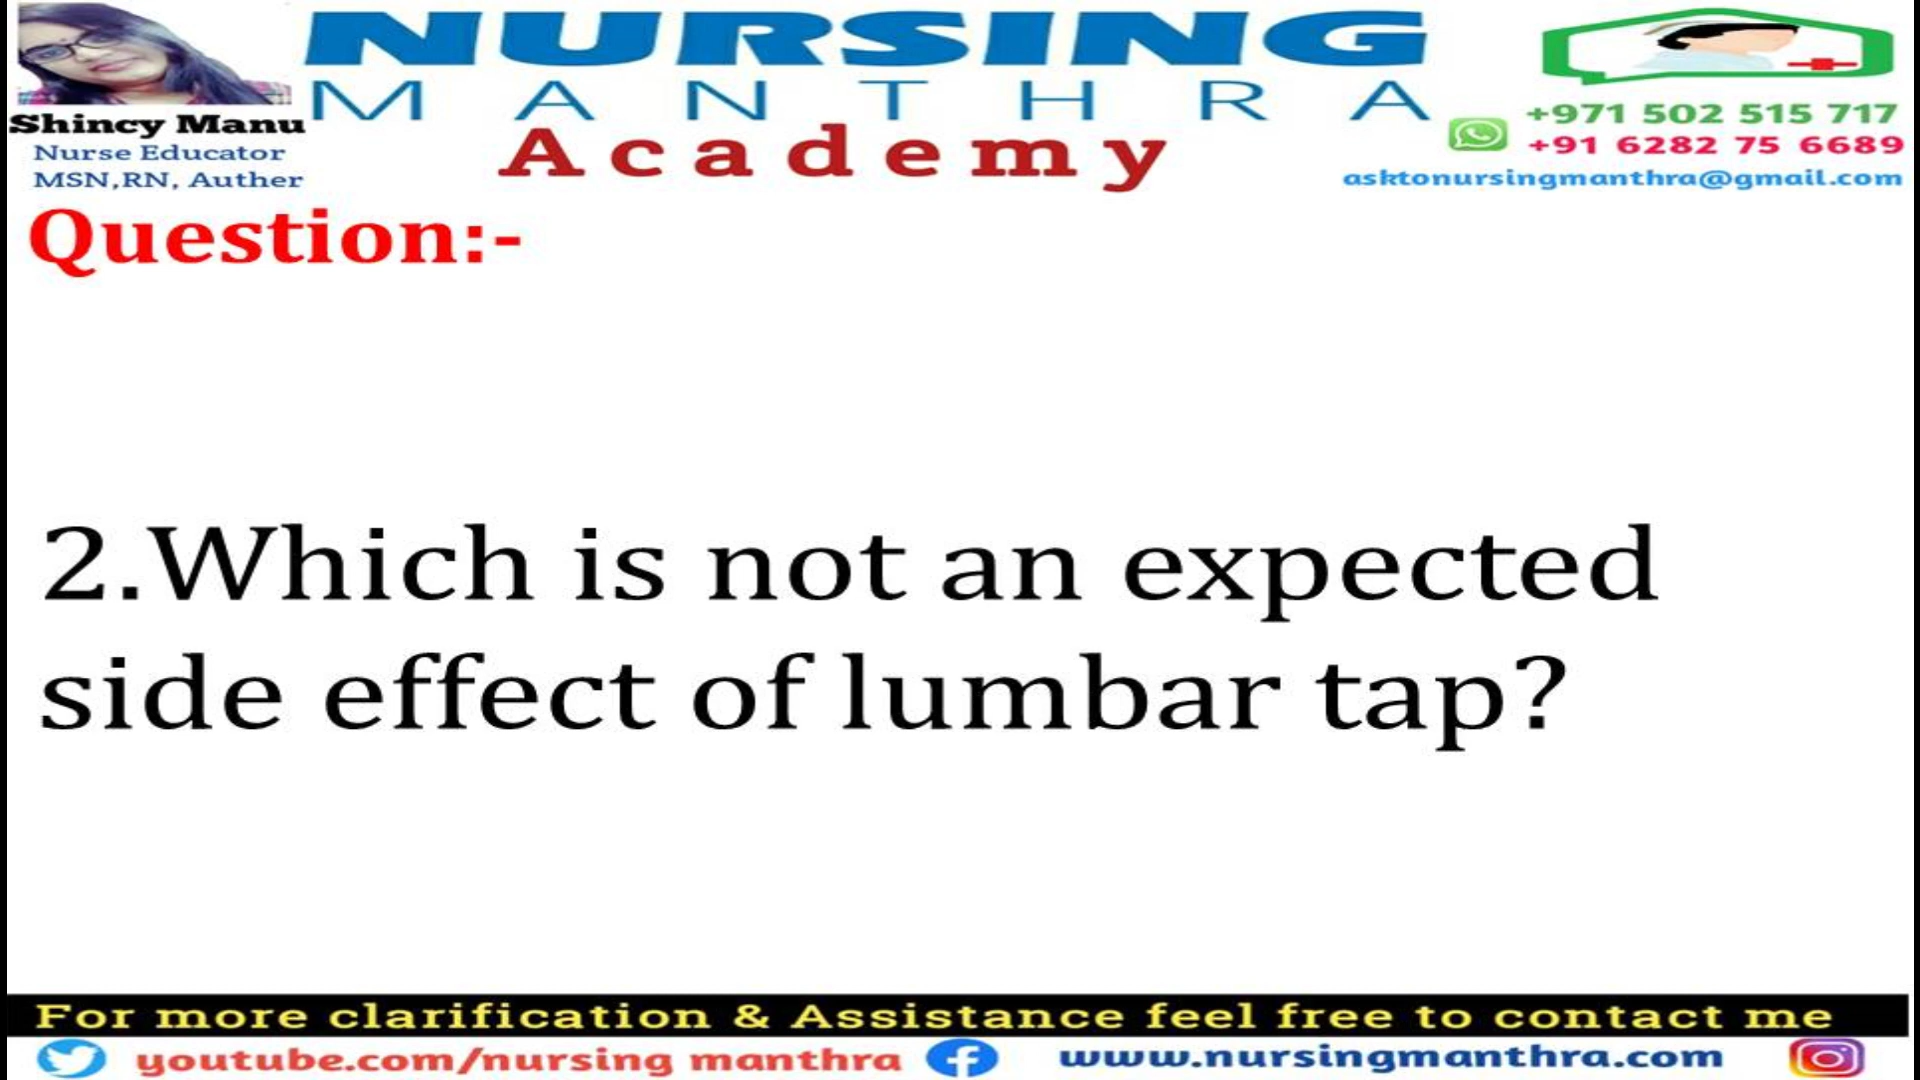 NURSING
MANTHRA
Academy
Shincy Manu
Nurse Educator
MSN,RN, Auther
+971 502 515 717
+91 6282 75 6689
asktonursingmanthra@gmail.com
Question:-
2.Which is not an expected
side effect of lumbar tap?
For more clarification & Assistance feel free to contact me
youtube.com/nursing manthra
www.nursingmanthra.com